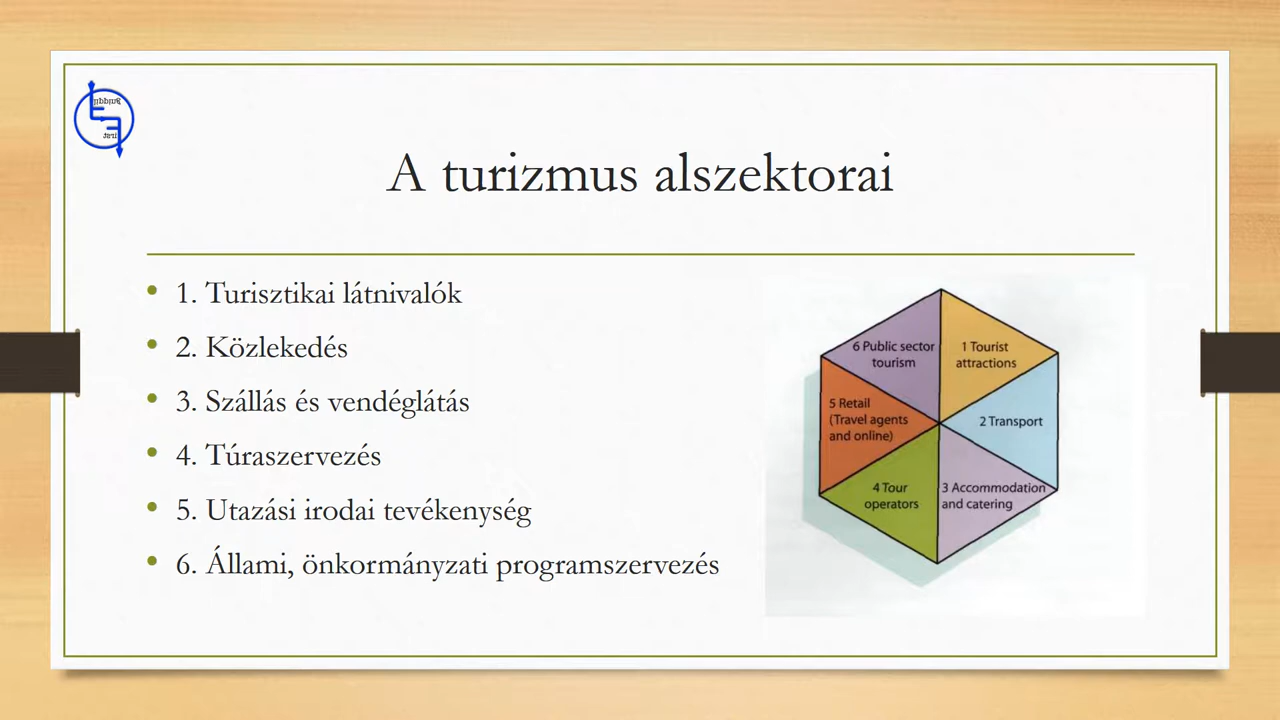 A turizmus alszektorai
• 1. Turisztikai látnivalók
• 2. Közlekedés
• 3. Szállás és vendéglátás
• 4. Túraszervezés
• 5. Utazási irodai tevékenység
• 6. Állami, önkormányzati programszervezés
6 Public sector
tourism
1 Tourist
attractions
5 Retail
(Travel agents
and online)
2 Transport
4 Tour
operators
3 Accommodation
and catering